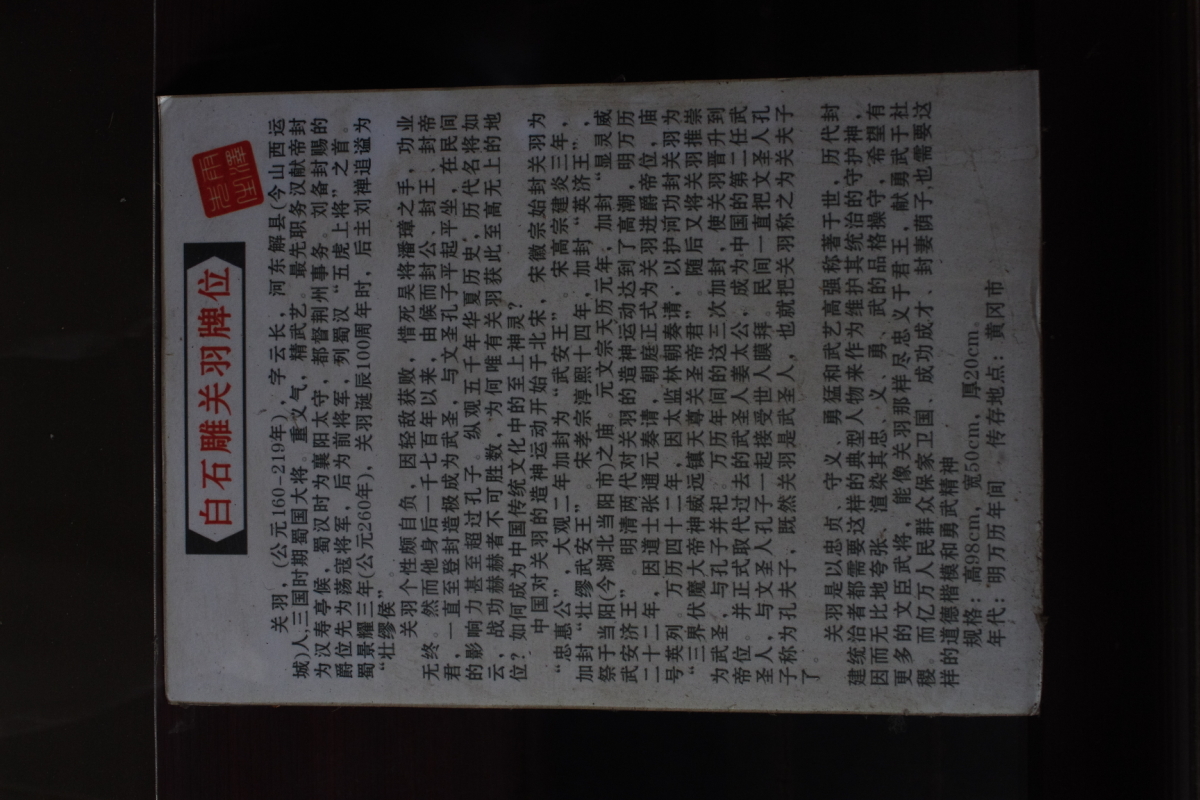 白石雕关羽牌位
关羽，(公元160-219年)，字云长，河东解县(今山西运
城)人,三国时期蜀国大将。重义气，精武艺。最先职务汉献帝封
为汉寿亭侯，蜀汉时为襄阳太守，都督荆州事务。刘备封赐的
爵位先为荡寇将军，后为前将军，列蜀汉“五虎上将”之首。
蜀景耀三年(公元260年)，关羽诞辰100周年时，后主刘禅追谥为
“壮缪侯”
关羽个性颇自负，因轻敌获败，惜死吴将潘璋之手，功业
无终。然而他身后一千七百年以来，由候而封公、封王、封帝
君，一直至登封造极成为武圣，与文圣孔子平起平坐，在民间
的影响力甚至超过孔子。纵观五千年华夏历史，历代名将如
云，战功赫赫者不可胜数，为何唯有关羽获此至高无上的地
位？如何成为中国传统文化中的至上神灵？
中国对关羽的造神运动开始于北宋，宋徽宗始封关羽为
“忠惠公”，大观二年加封为“武安王”。宋高宗建炎三年，
加封“壮缪武安王”。宋孝宗淳熙十四年，加封“英济王”，
祭于当阳(今湖北当阳市)之庙。元文宗天历元年，加封“显灵威
武安济王”。明清两代对关羽的造神运动达到了高潮，明万历
二十二年，因道士张通元奏请，朝庭正式为关羽进爵帝位，庙
号英列。万历四十二年，因太监林朝奏请，以护河功封关羽为
“三界伏魔大帝神威远镇天尊关圣帝君”。随后又将关羽推崇
为武圣，与孔子并祀。万历年间的这三次加封，使关羽晋升到
帝位。并正式取代过去的武圣人姜太公，成为中国的第二任武
圣人，与文圣人孔子一起接受世人膜拜。民间一直把文圣人孔
子称为孔夫子，既然关羽是武圣人，也就把关羽称之为关夫子
了。
关羽是以忠贞、守义、勇猛和武艺高强称著于世，历代封
建统治者都需要这样的典型人物来作为维护其统治的守护神，
因而无比地夸张、渲染其忠、义、勇、武的品格操守，希望有
更多的文臣武将，能像关羽那样尽忠义于君王，献勇武于社
稷。而亿万人民群众保家卫国、成功成才、封妻荫子,也需要这
样的道德楷模和勇武精神
规格：高98cm，宽50cm，厚20cm.
年代：明万历年间 传存地点：黄冈市